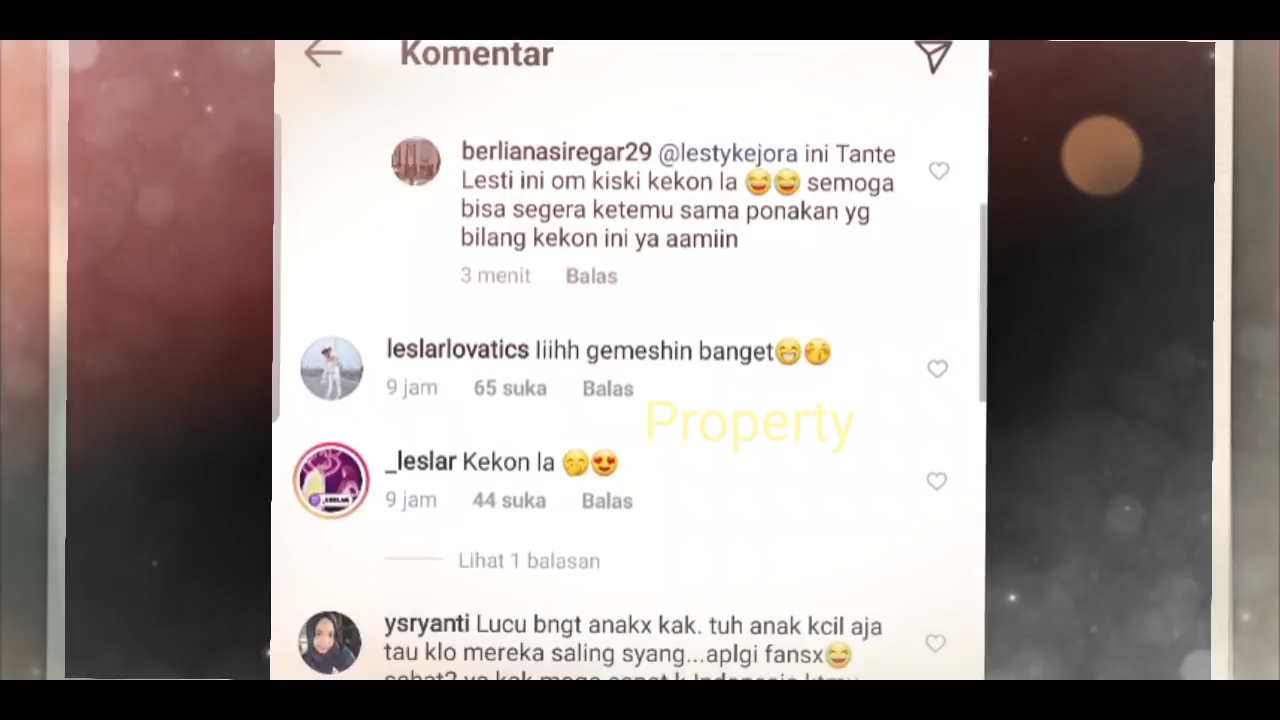 Komentar
berlianasiregar29 @lestykejora ini Tante
Lesti ini om kiski kekon la 😆😆 semoga
bisa segera ketemu sama ponakan yg
bilang kekon ini ya aamiin
3 menit Balas
leslarlovatics Iiihh gemeshin banget😁😚
9 jam 65 suka Balas
Property
_leslar Kekon la 🤭😍
9 jam 44 suka Balas
Lihat 1 balasan
ysryanti Lucu bngt anakx kak. tuh anak kcil aja
tau klo mereka saling syang...aplgi fansx😆